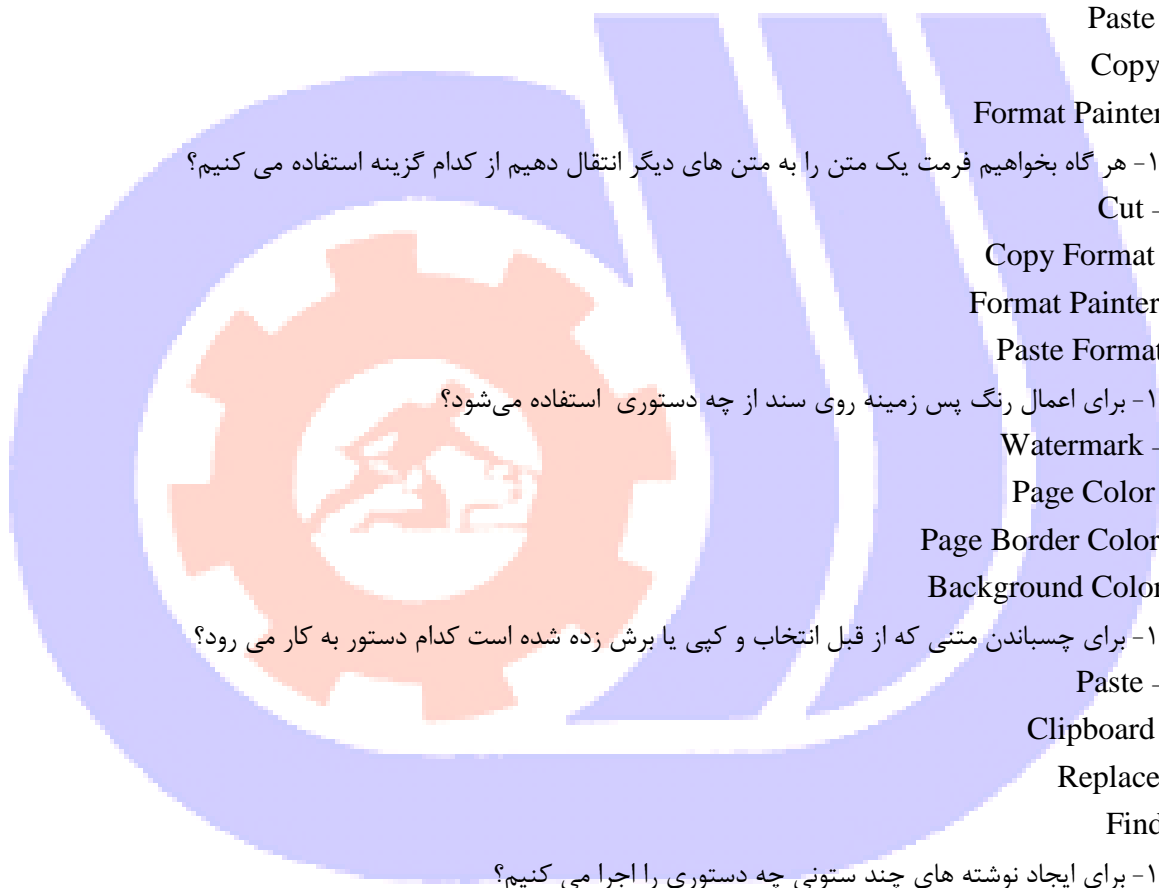 Paste
Copy
Format Painter
۱- هر گاه بخواهیم فرمت یک متن را به متن های دیگر انتقال دهیم از کدام گزینه استفاده می کنیم؟
Cut -
Copy Format
Format Painter
Paste Format
۱- برای اعمال رنگ پس زمینه روی سند از چه دستوری استفاده می‌شود؟
Watermark -
Page Color
Page Border Color
Background Color
۱- برای چسباندن متنی که از قبل انتخاب و کپی یا برش زده شده است کدام دستور به کار می رود؟
Paste -
Clipboard
Replace
Find
۱- برای ایجاد نوشته های چند ستونی چه دستوری را اجرا می کنیم؟